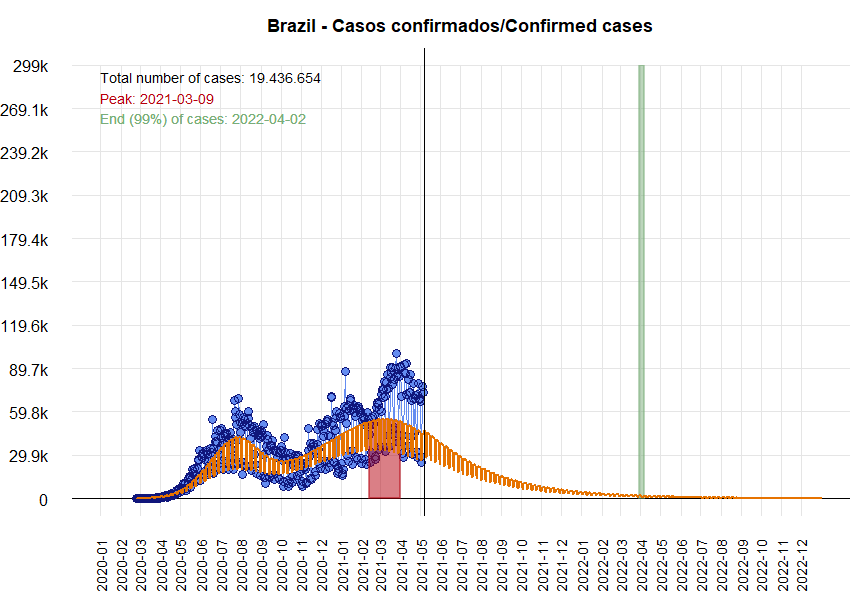 Brazil - Casos confirmados/Confirmed cases
299k
269.1k
239.2k
209.3k
179.4k
149.5k
119.6k
89.7k
59.8k
29.9k
0
Total number of cases: 19.436.654
Peak: 2021-03-09
End (99%) of cases: 2022-04-02
2020-01
2020-02
2020-03
2020-04
2020-05
2020-06
2020-07
2020-08
2020-09
2020-10
2020-11
2020-12
2021-01
2021-02
2021-03
2021-04
2021-05
2021-06
2021-07
2021-08
2021-09
2021-10
2021-11
2021-12
2022-01
2022-02
2022-03
2022-04
2022-05
2022-06
2022-07
2022-08
2022-09
2022-10
2022-11
2022-12